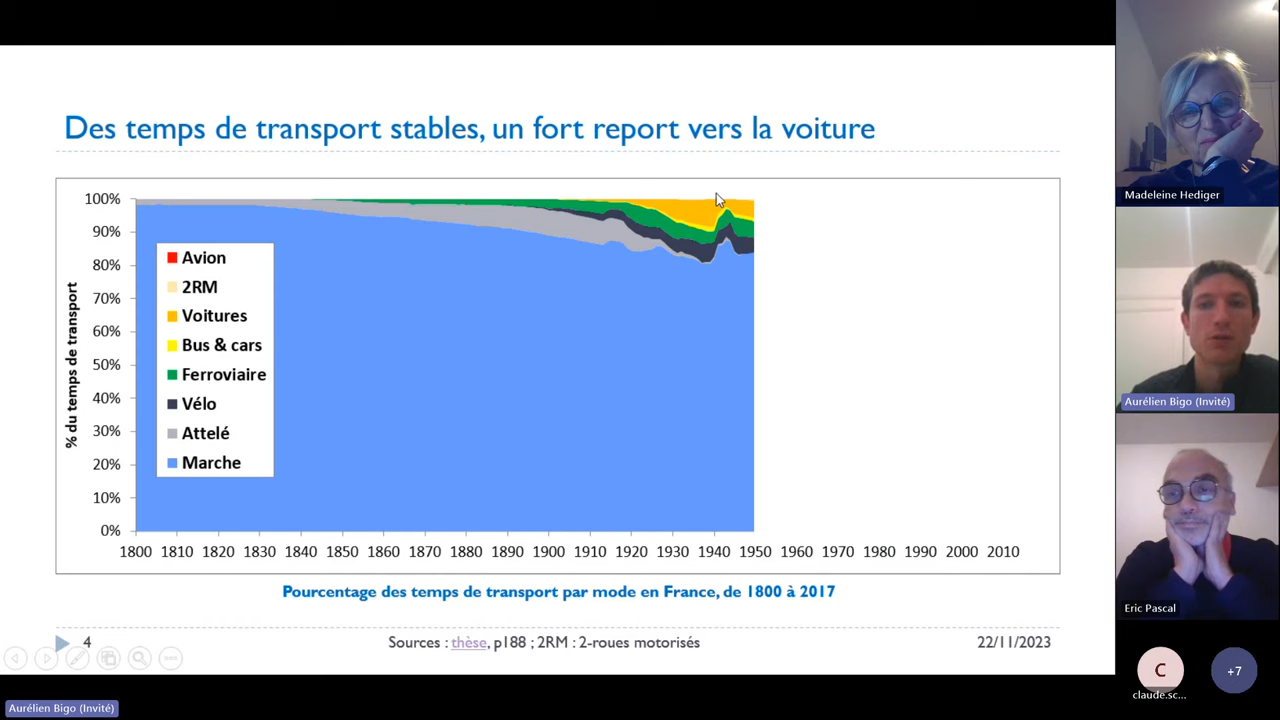 Des temps de transport stables, un fort report vers la voiture
% du temps de transport
100%
90%
80%
70%
60%
50%
40%
30%
20%
10%
0%
Avion
2RM
Voitures
Bus & cars
Ferroviaire
Vélo
Attelé
Marche
1800 1810 1820 1830 1840 1850 1860 1870 1880 1890 1900 1910 1920 1930 1940 1950 1960 1970 1980 1990 2000 2010
Pourcentage des temps de transport par mode en France, de 1800 à 2017
4
Sources : thèse, p188 ; 2RM : 2-roues motorisés
22/11/2023
Aurélien Bigo (Invité)
Madeleine Hediger
Aurélien Bigo (Invité)
Eric Pascal
C
claude.sc...
+7